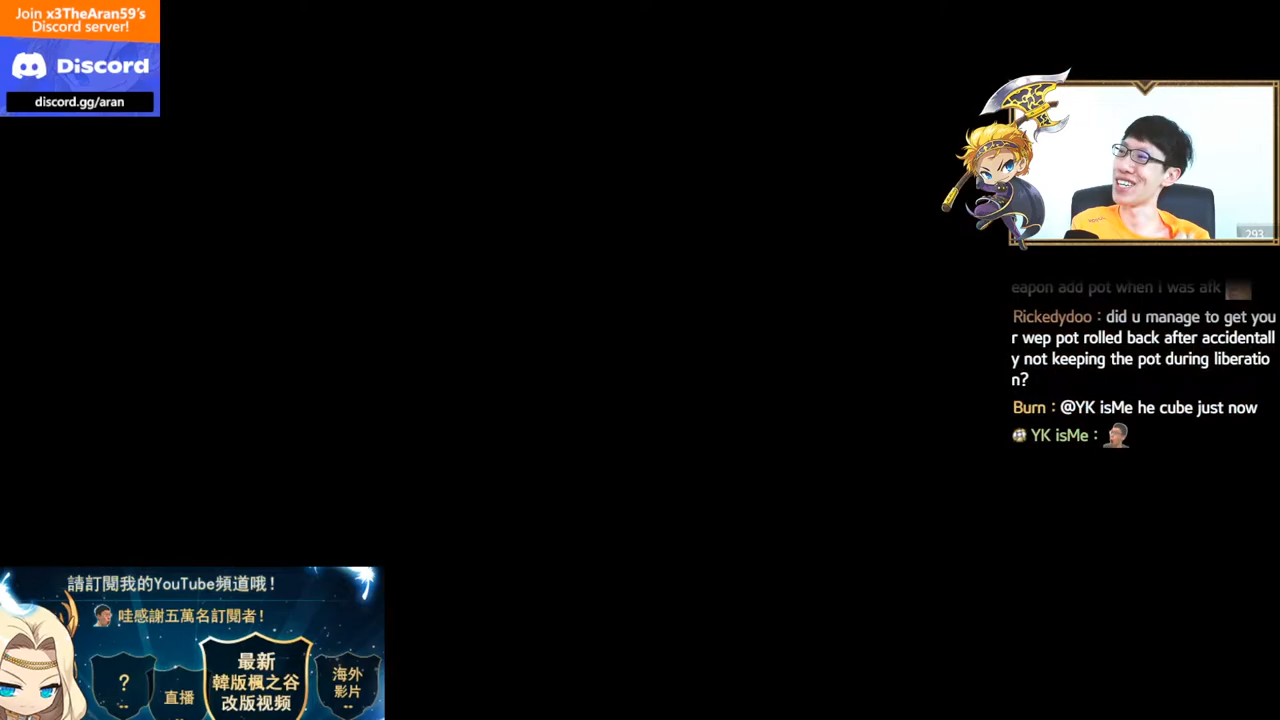 Join x3TheAran59's
Discord server!
Discord
discord.gg/aran
293
eapon add pot when I was afk
Rickedydoo : did u manage to get you
r wep pot rolled back after accidentall
y not keeping the pot during liberatio
n?
Burn : @YK isMe he cube just now
YK isMe :
請訂閱我的YouTube頻道哦！
哇感謝五萬名訂閱者！
?
--
直播
最新
韓版楓之谷
改版视频
海外
影片
--